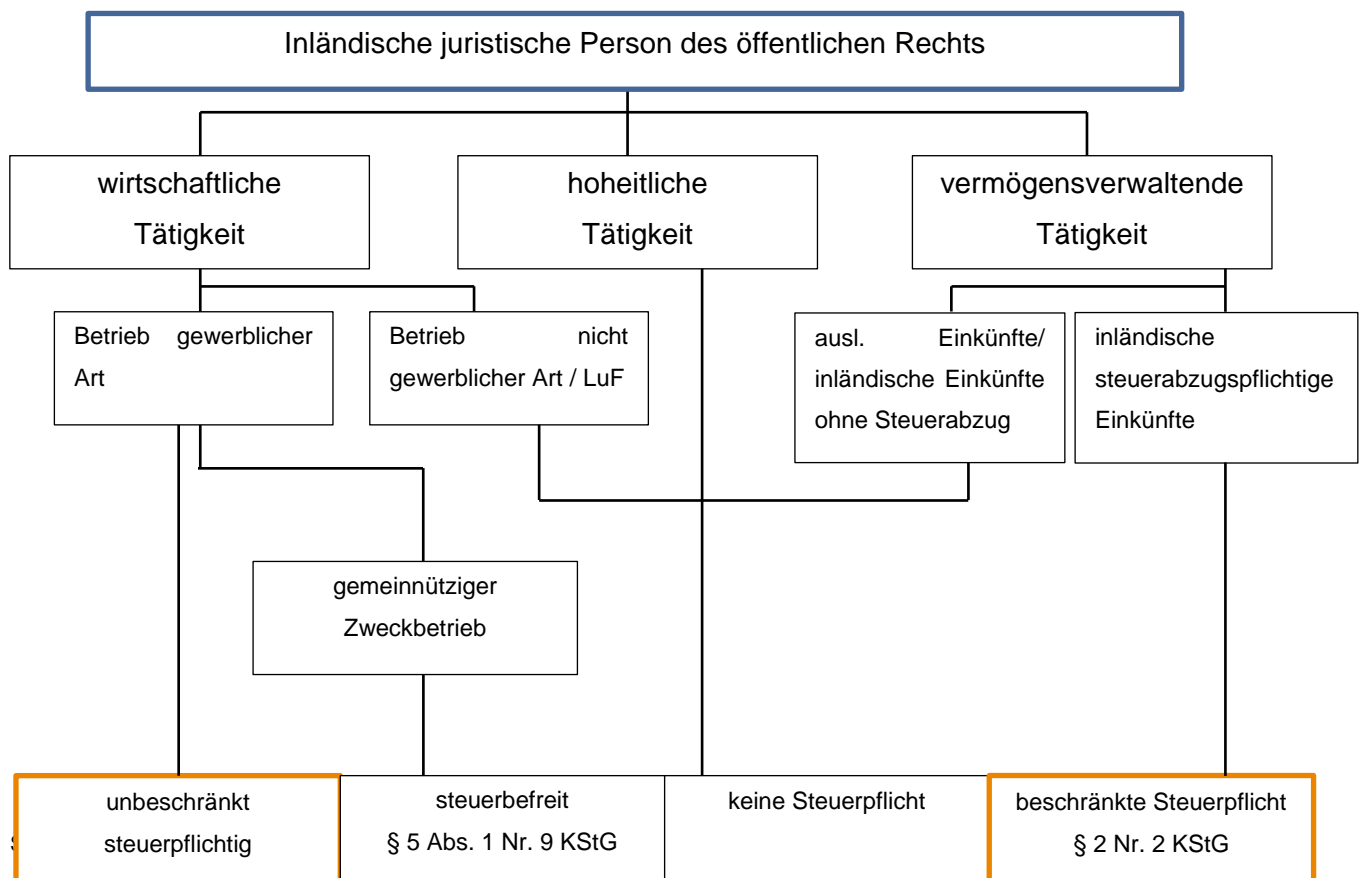 Inländische juristische Person des öffentlichen Rechts
wirtschaftliche
Tätigkeit
hoheitliche
Tätigkeit
vermögensverwaltende
Tätigkeit
Betrieb gewerblicher
Art
Betrieb nicht
gewerblicher Art / LuF
ausl. Einkünfte/
inländische Einkünfte
ohne Steuerabzug
inländische
steuerabzugspflichtige
Einkünfte
gemeinnütziger
Zweckbetrieb
unbeschränkt
steuerpflichtig
steuerbefreit
§ 5 Abs. 1 Nr. 9 KStG
keine Steuerpflicht
beschränkte Steuerpflicht
§ 2 Nr. 2 KStG